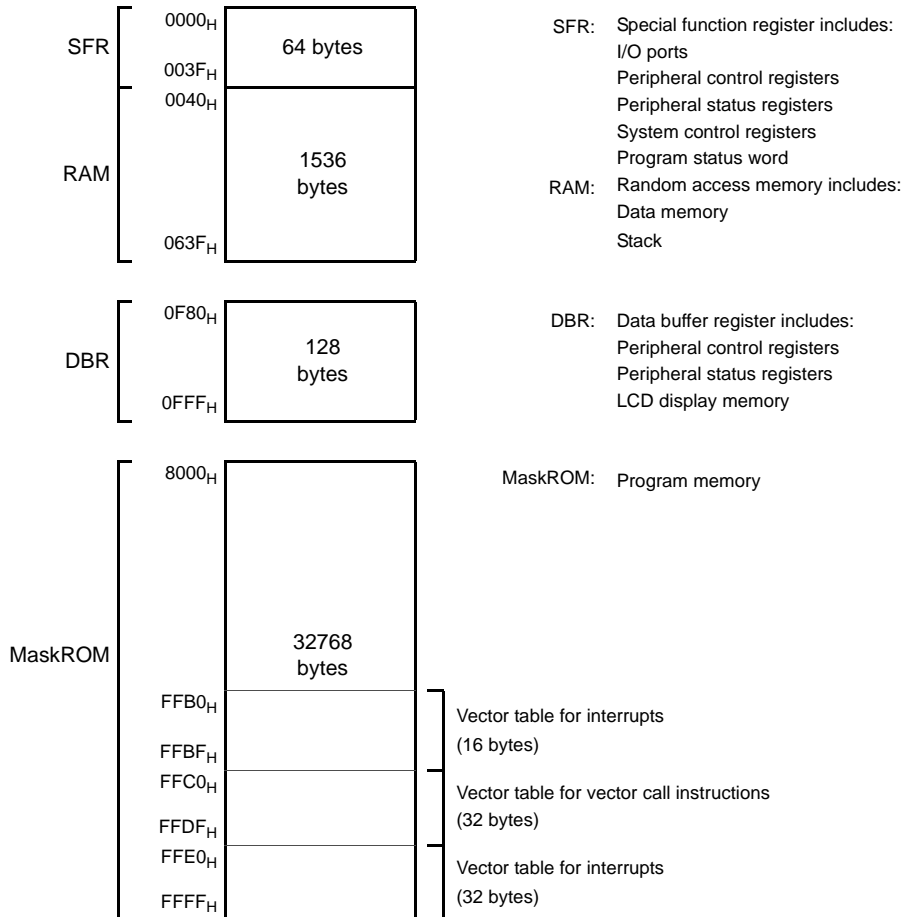 0000H
SFR
64 bytes
003FH
0040H
RAM
1536
bytes
063FH
SFR: Special function register includes:
I/O ports
Peripheral control registers
Peripheral status registers
System control registers
Program status word
RAM: Random access memory includes:
Data memory
Stack
0F80H
DBR
128
bytes
0FFFH
DBR: Data buffer register includes:
Peripheral control registers
Peripheral status registers
LCD display memory
8000H
MaskROM: Program memory
MaskROM
32768
bytes
FFB0H
Vector table for interrupts
(16 bytes)
FFBFH
FFC0H
Vector table for vector call instructions
(32 bytes)
FFDFH
FFE0H
Vector table for interrupts
(32 bytes)
FFFFH